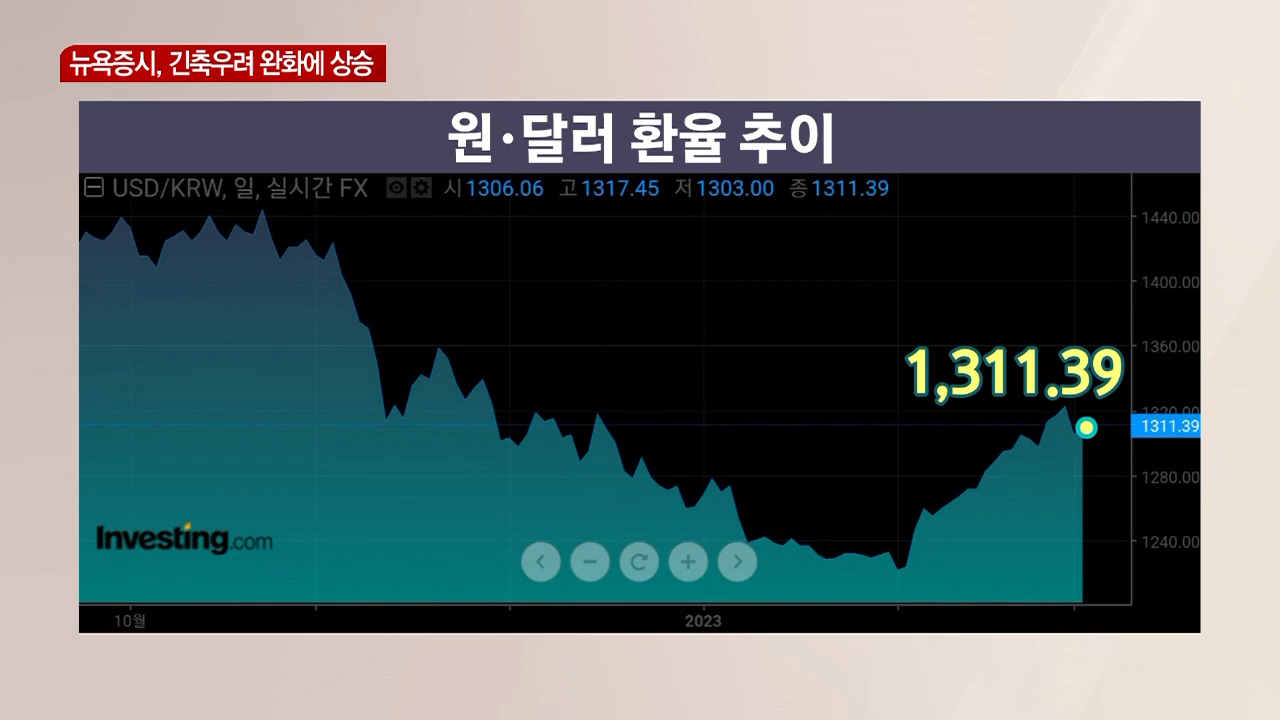 뉴욕증시, 긴축우려 완화에 상승
원·달러 환율 추이
USD/KRW, 일, 실시간 FX 시1306.06 고1317.45 저1303.00 종1311.39
1440.00
1400.00
1360.00
1,311.39
1320.00
1311.39
1280.00
Investing.com
1240.00
10월 2023